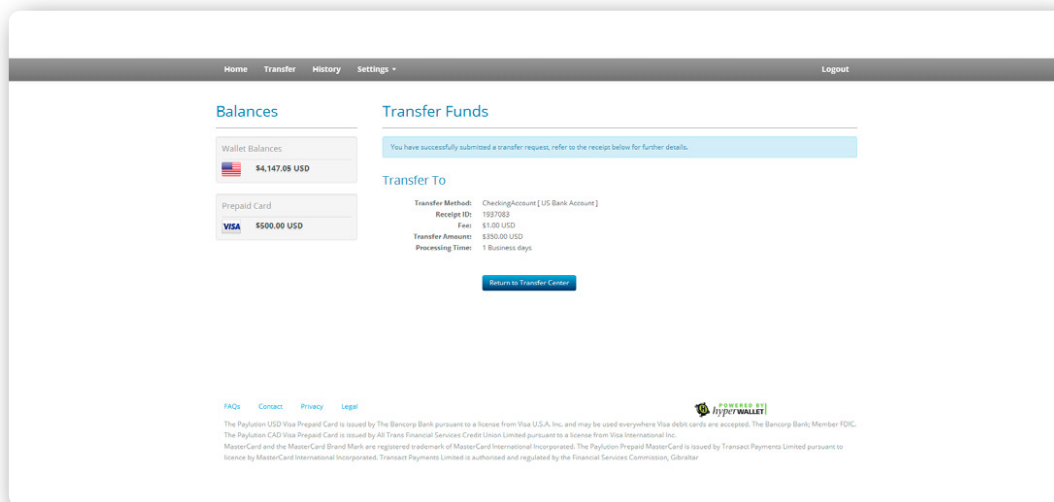 Home Transfer History Settings Logout
Balances
Wallet Balances
$4,147.05 USD
Prepaid Card
VISA $500.00 USD
Transfer Funds
You have successfully submitted a transfer request, refer to the receipt below for further details.
Transfer To
Transfer Method: CheckingAccount [ US Bank Account ]
Receipt ID: 1937083
Fee: $1.00 USD
Transfer Amount: $350.00 USD
Processing Time: 1 Business days
Return to Transfer Center
FAQs Contact Privacy Legal
POWERED BY
hyperWALLET
The Paylution USD Visa Prepaid Card is issued by The Bancorp Bank pursuant to a license from Visa U.S.A. Inc. and may be used everywhere Visa debit cards are accepted. The Bancorp Bank; Member FDIC.
The Paylution CAD Visa Prepaid Card is issued by All Trans Financial Services Credit Union Limited pursuant to a license from Visa International Inc.
MasterCard and the MasterCard Brand Mark are registered trademark of MasterCard International Incorporated. The Paylution Prepaid MasterCard is issued by Transact Payments Limited pursuant to
licence by MasterCard International Incorporated. Transact Payments Limited is authorised and regulated by the Financial Services Commission, Gibraltar